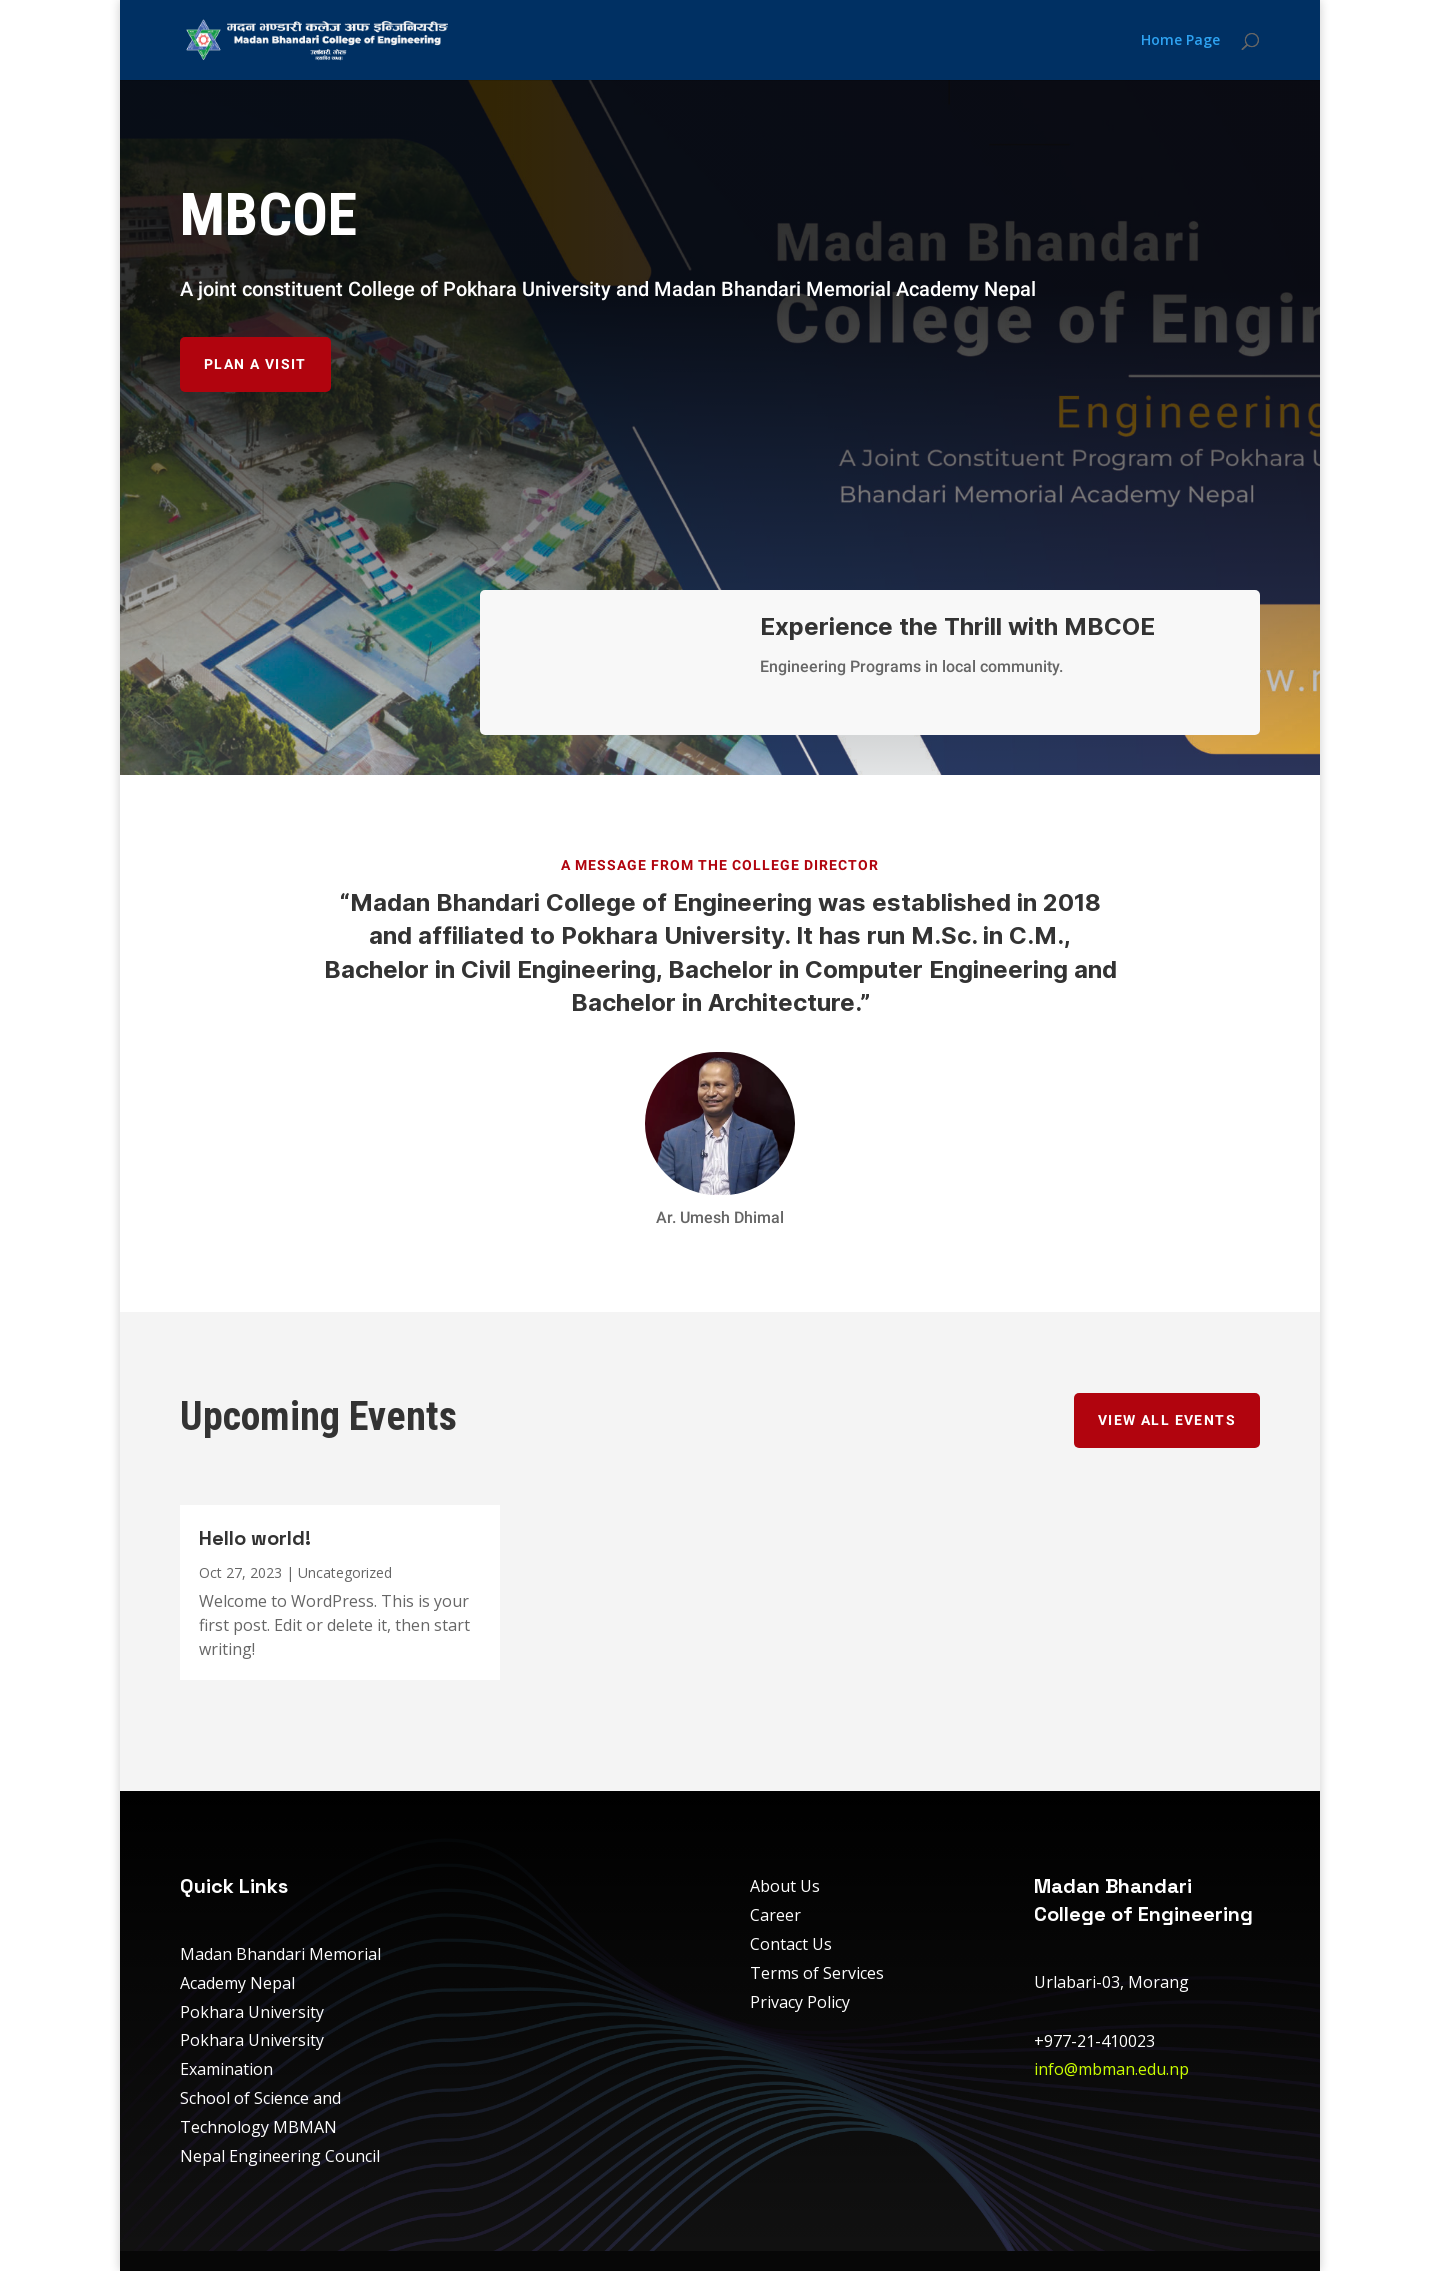 मदन भण्डारी कलेज अफ इन्जिनियरीङ
Madan Bhandari College of Engineering
उर्लाबारी, मोरङ
Home Page
MBCOE
A joint constituent College of Pokhara University and Madan Bhandari Memorial Academy Nepal
PLAN A VISIT
Madan Bhandari
College of Engin
Engineering
A Joint Constituent Program of Pokhara U
Bhandari Memorial Academy Nepal
Experience the Thrill with MBCOE
Engineering Programs in local community.
A MESSAGE FROM THE COLLEGE DIRECTOR
“Madan Bhandari College of Engineering was established in 2018
and affiliated to Pokhara University. It has run M.Sc. in C.M.,
Bachelor in Civil Engineering, Bachelor in Computer Engineering and
Bachelor in Architecture.”
Ar. Umesh Dhimal
Upcoming Events
VIEW ALL EVENTS
Hello world!
Oct 27, 2023 | Uncategorized
Welcome to WordPress. This is your
first post. Edit or delete it, then start
writing!
Quick Links
Madan Bhandari Memorial
Academy Nepal
Pokhara University
Pokhara University
Examination
School of Science and
Technology MBMAN
Nepal Engineering Council
About Us
Career
Contact Us
Terms of Services
Privacy Policy
Madan Bhandari
College of Engineering
Urlabari-03, Morang
+977-21-410023
info@mbman.edu.np